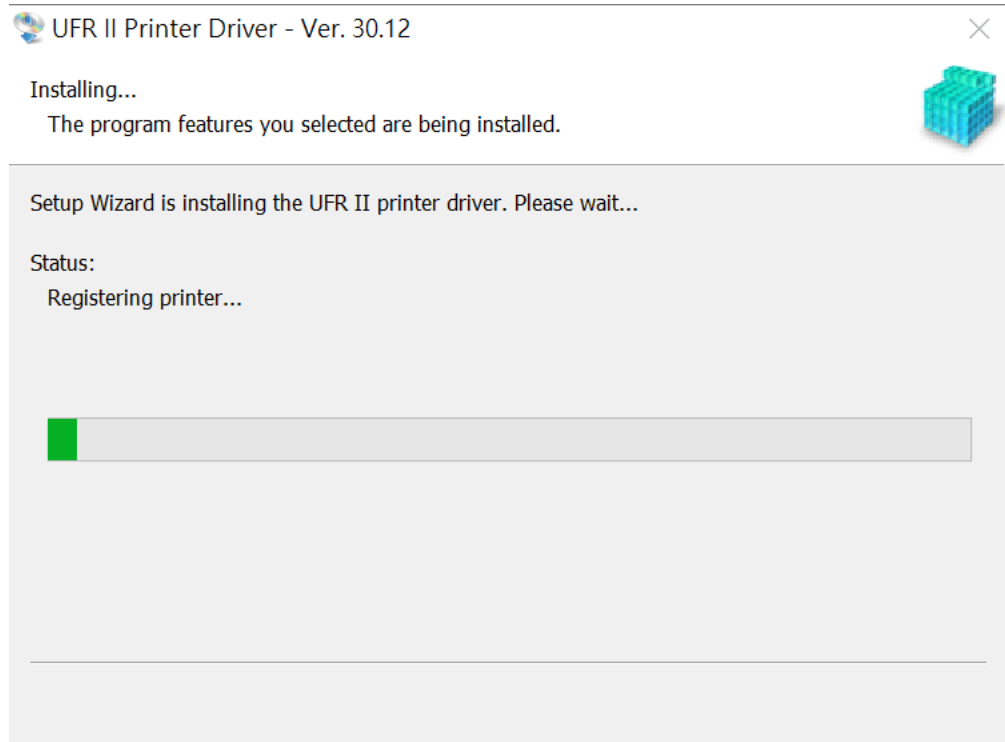 UFR II Printer Driver - Ver. 30.12
Installing...
The program features you selected are being installed.
Setup Wizard is installing the UFR II printer driver. Please wait...
Status:
Registering printer...